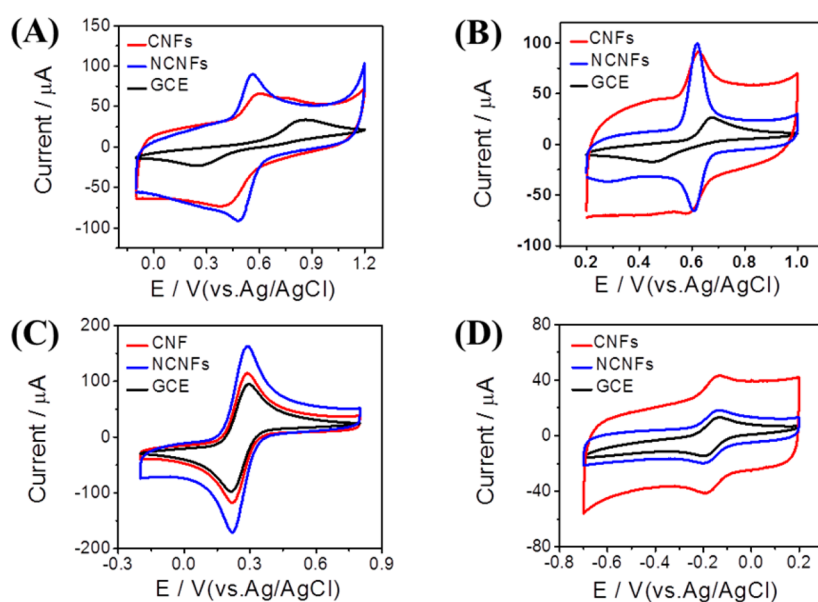 (A)
CNFs
NCNFs
GCE
150
100
50
0
-50
-100
Current / μA
0.0 0.3 0.6 0.9 1.2
E / V(vs.Ag/AgCl)
(B)
CNFs
NCNFs
GCE
100
50
0
-50
-100
Current / μA
0.2 0.4 0.6 0.8 1.0
E / V(vs.Ag/AgCl)
(C)
CNF
NCNFs
GCE
200
100
0
-100
-200
Current / μA
-0.3 0.0 0.3 0.6 0.9
E / V(vs.Ag/AgCl)
(D)
CNFs
NCNFs
GCE
80
40
0
-40
-80
Current / μA
-0.8 -0.6 -0.4 -0.2 0.0 0.2
E / V(vs.Ag/AgCl)